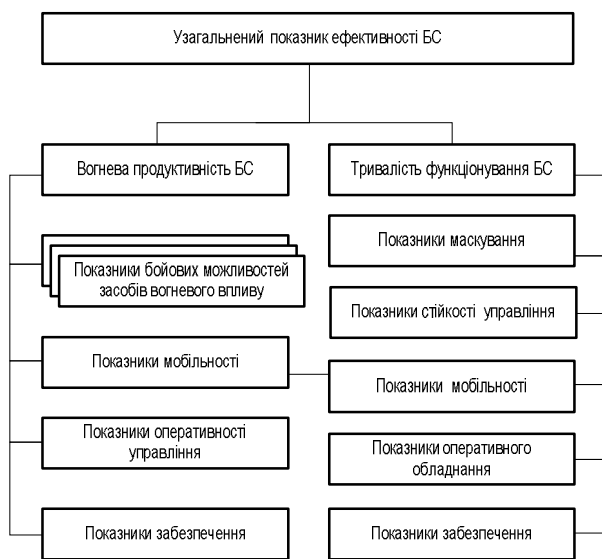 Узагальнений показник ефективності БС
Вогнева продуктивність БС
Показники бойових можливостей
засобів вогневого впливу
Показники мобільності
Показники оперативності
управління
Показники забезпечення
Тривалість функціонування БС
Показники маскування
Показники стійкості управління
Показники мобільності
Показники оперативного
обладнання
Показники забезпечення